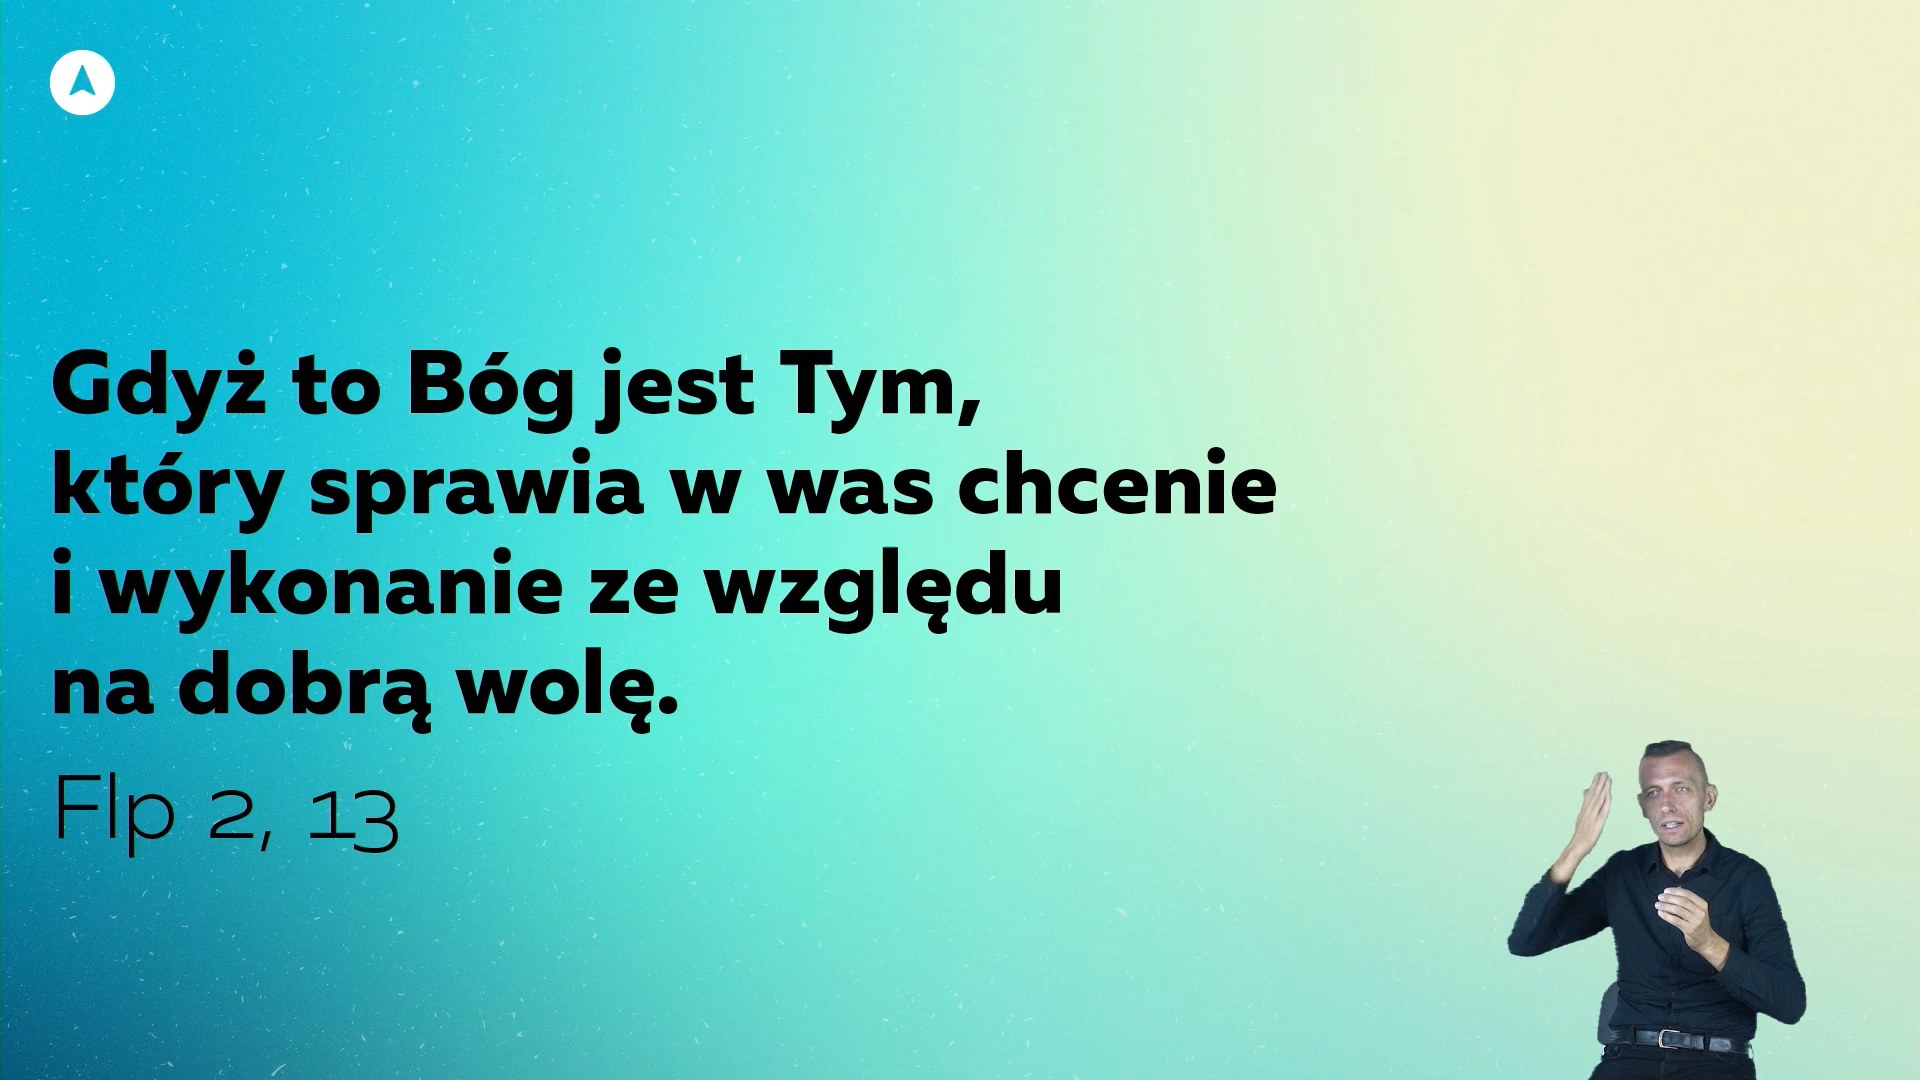 Gdyż to Bóg jest Tym,
który sprawia w was chcenie
i wykonanie ze względu
na dobrą wolę.
Flp 2, 13